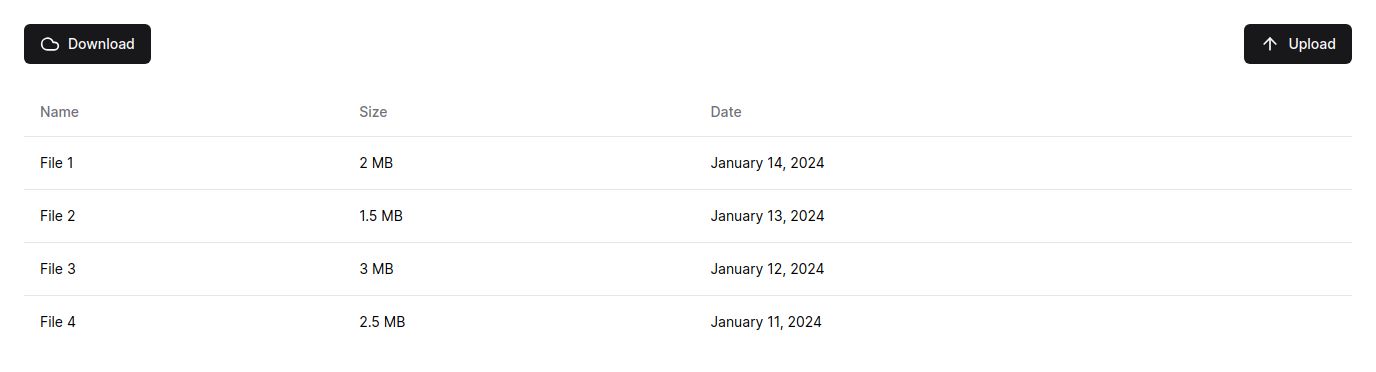 Download Upload
Name Size Date
File 1 2 MB January 14, 2024
File 2 1.5 MB January 13, 2024
File 3 3 MB January 12, 2024
File 4 2.5 MB January 11, 2024